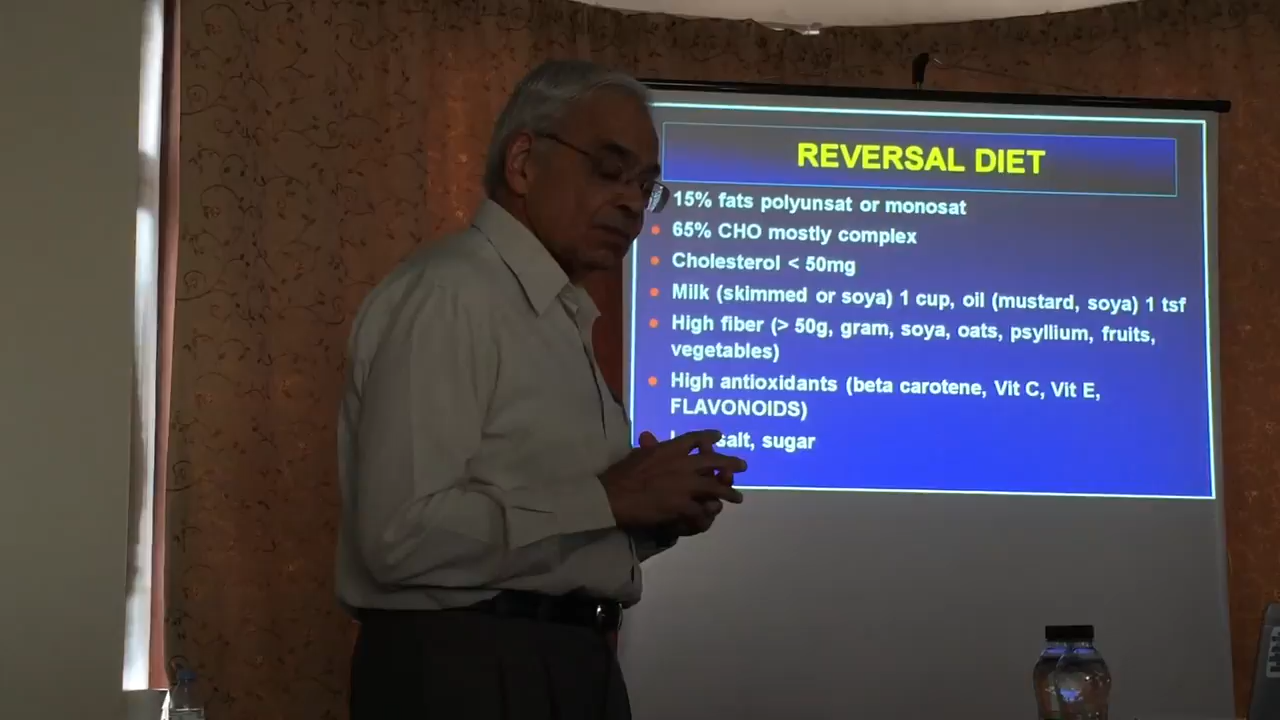 REVERSAL DIET
15% fats polyunsat or monosat
65% CHO mostly complex
Cholesterol < 50mg
Milk (skimmed or soya) 1 cup, oil (mustard, soya) 1 tsf
High fiber (> 50g, gram, soya, oats, psyllium, fruits,
vegetables)
High antioxidants (beta carotene, Vit C, Vit E,
FLAVONOIDS)
salt, sugar